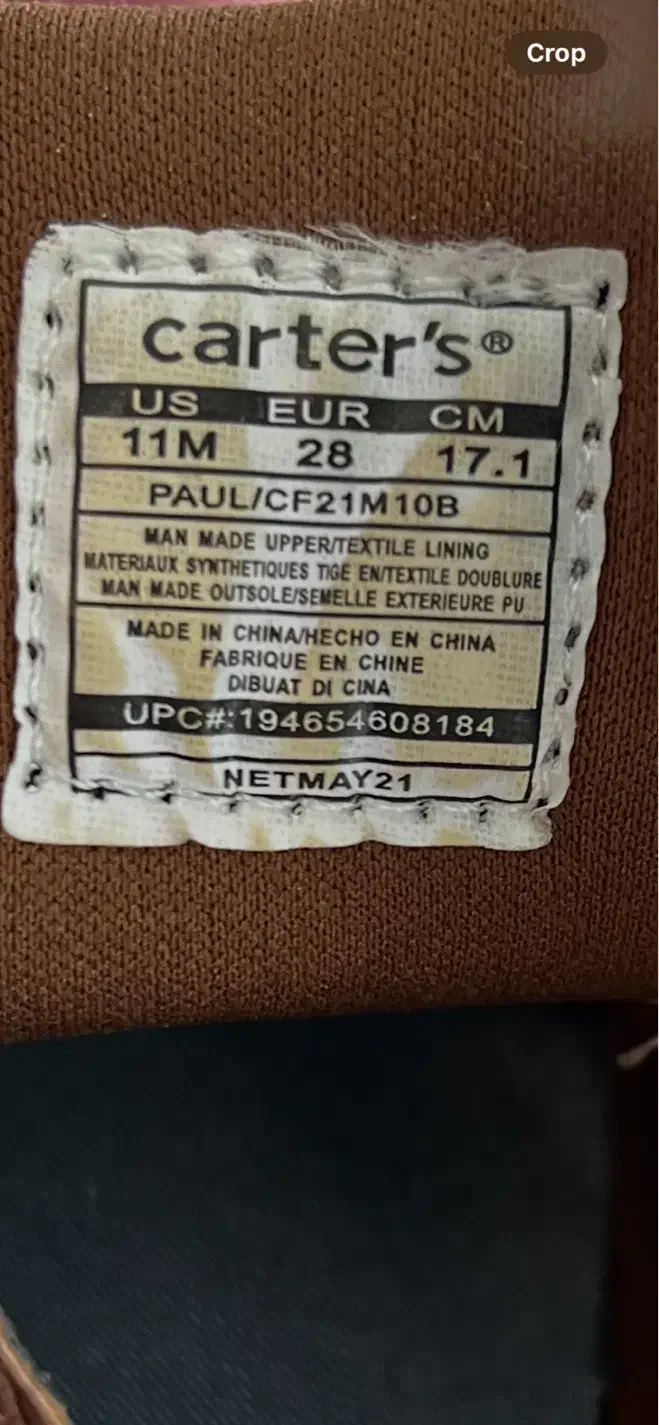 Crop
carter's®
US EUR CM
11M 28 17.1
PAUL/CF21M10B
MAN MADE UPPER/TEXTILE LINING
MATERIAUX SYNTHETIQUES TIGE EN/TEXTILE DOUBLURE
MAN MADE OUTSOLE/SEMELLE EXTERIEURE PU
MADE IN CHINA/HECHO EN CHINA
FABRIQUE EN CHINE
DIBUAT DI CINA
UPC#:194654608184
NETMAY21